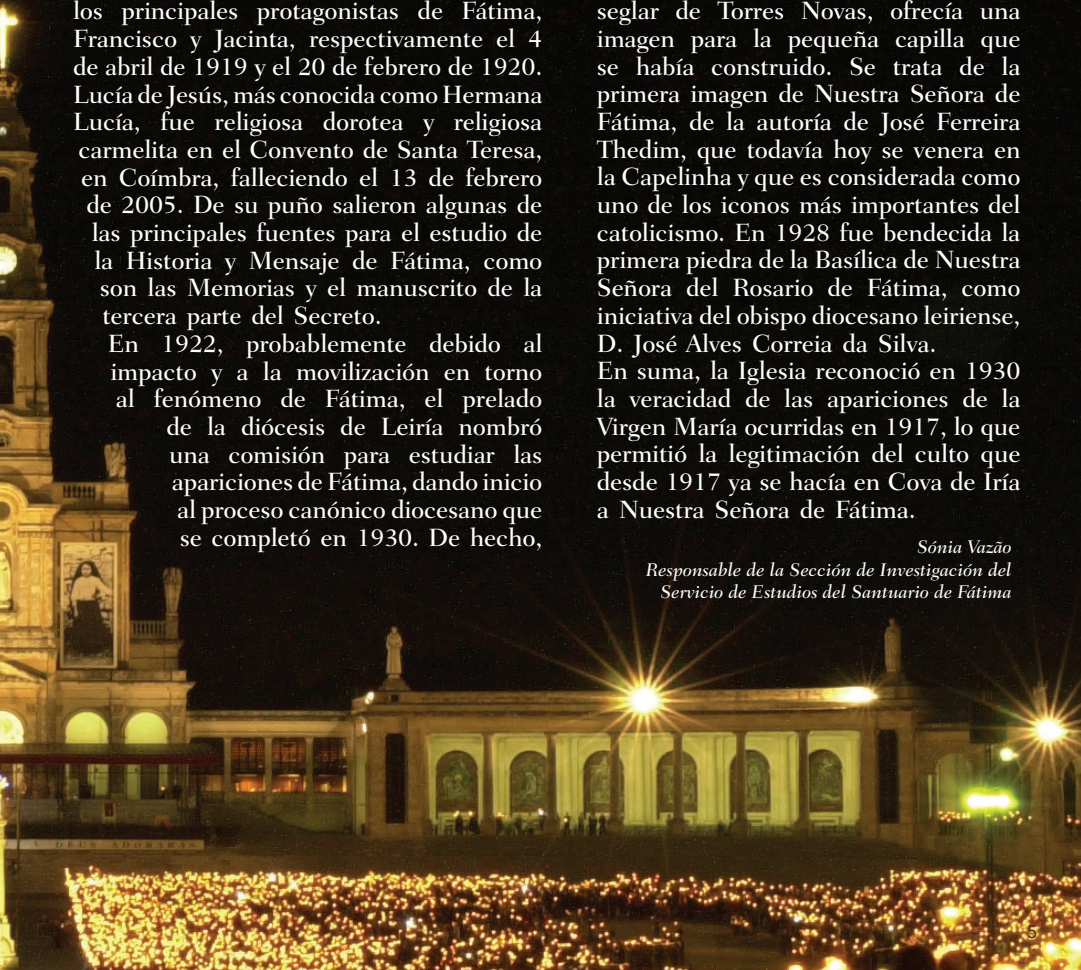 los principales protagonistas de Fátima,
Francisco y Jacinta, respectivamente el 4
de abril de 1919 y el 20 de febrero de 1920.
Lucía de Jesús, más conocida como Hermana
Lucía, fue religiosa dorotea y religiosa
carmelita en el Convento de Santa Teresa,
en Coímbra, falleciendo el 13 de febrero
de 2005. De su puño salieron algunas de
las principales fuentes para el estudio de
la Historia y Mensaje de Fátima, como
son las Memorias y el manuscrito de la
tercera parte del Secreto.
En 1922, probablemente debido al
impacto y a la movilización en torno
al fenómeno de Fátima, el prelado
de la diócesis de Leiría nombró
una comisión para estudiar las
apariciones de Fátima, dando inicio
al proceso canónico diocesano que
se completó en 1930. De hecho,
seglar de Torres Novas, ofrecía una
imagen para la pequeña capilla que
se había construido. Se trata de la
primera imagen de Nuestra Señora de
Fátima, de la autoría de José Ferreira
Thedim, que todavía hoy se venera en
la Capelinha y que es considerada como
uno de los iconos más importantes del
catolicismo. En 1928 fue bendecida la
primera piedra de la Basílica de Nuestra
Señora del Rosario de Fátima, como
iniciativa del obispo diocesano leiriense,
D. José Alves Correia da Silva.
En suma, la Iglesia reconoció en 1930
la veracidad de las apariciones de la
Virgen María ocurridas en 1917, lo que
permitió la legitimación del culto que
desde 1917 ya se hacía en Cova de Iría
a Nuestra Señora de Fátima.
Sónia Vazão
Responsable de la Sección de Investigación del
Servicio de Estudios del Santuario de Fátima
A DEUS ADORARÁS
5